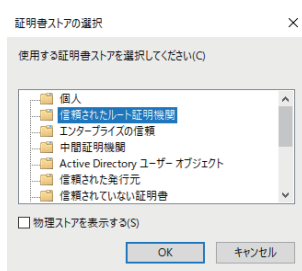 証明書ストアの選択
使用する証明書ストアを選択してください(C)
個人
信頼されたルート証明機関
エンタープライズの信頼
中間証明機関
Active Directory ユーザー オブジェクト
信頼された発行元
信頼されていない証明書
物理ストアを表示する(S)
OK キャンセル